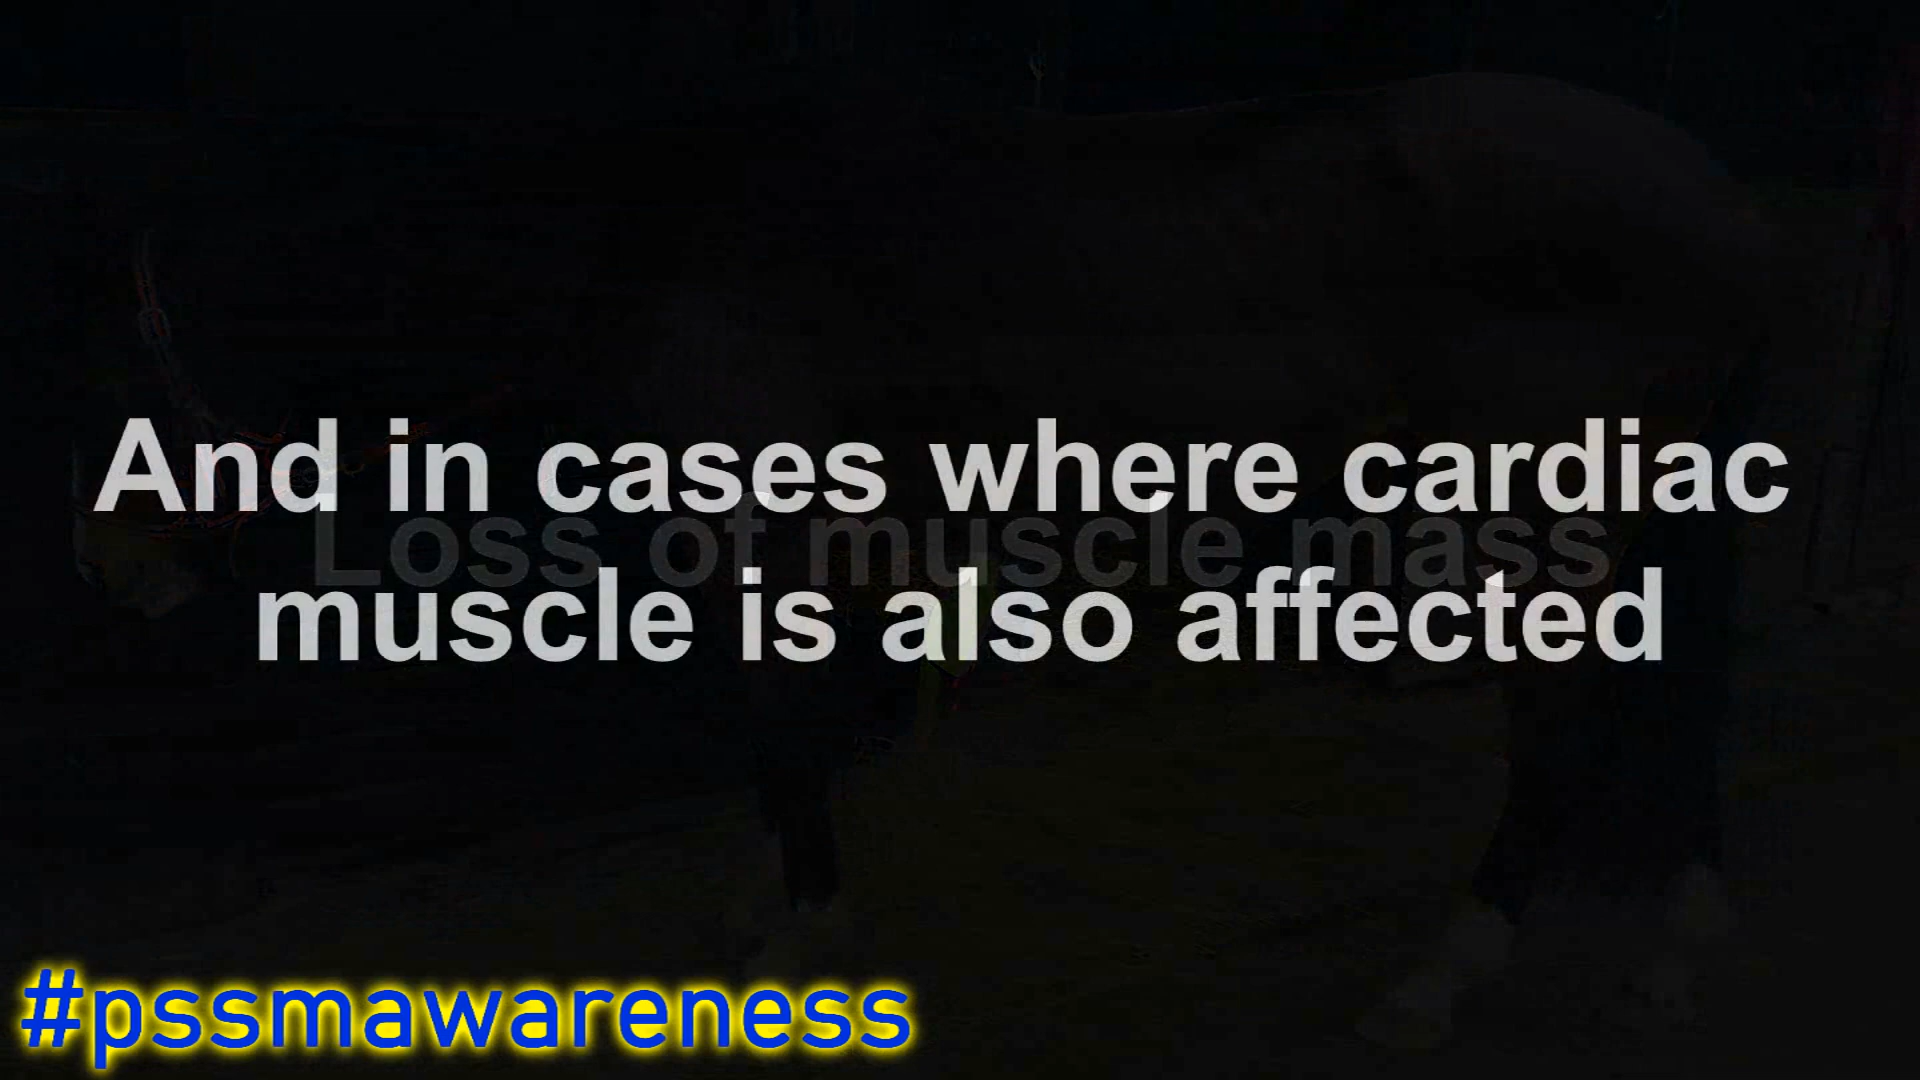 And in cases where cardiac
Loss of muscle mass
muscle is also affected
#pssmawareness